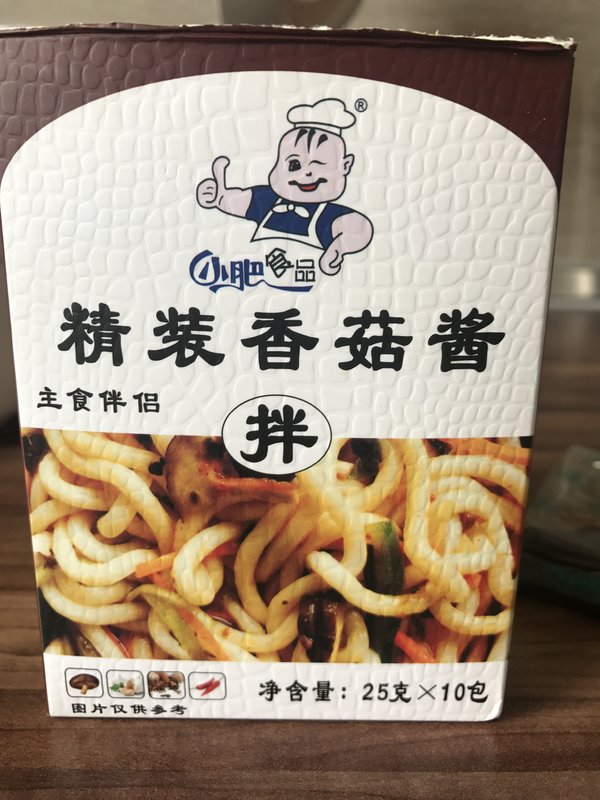 ®
小肥食品
精装香菇酱
主食伴侣
拌
净含量：25克×10包
图片仅供参考